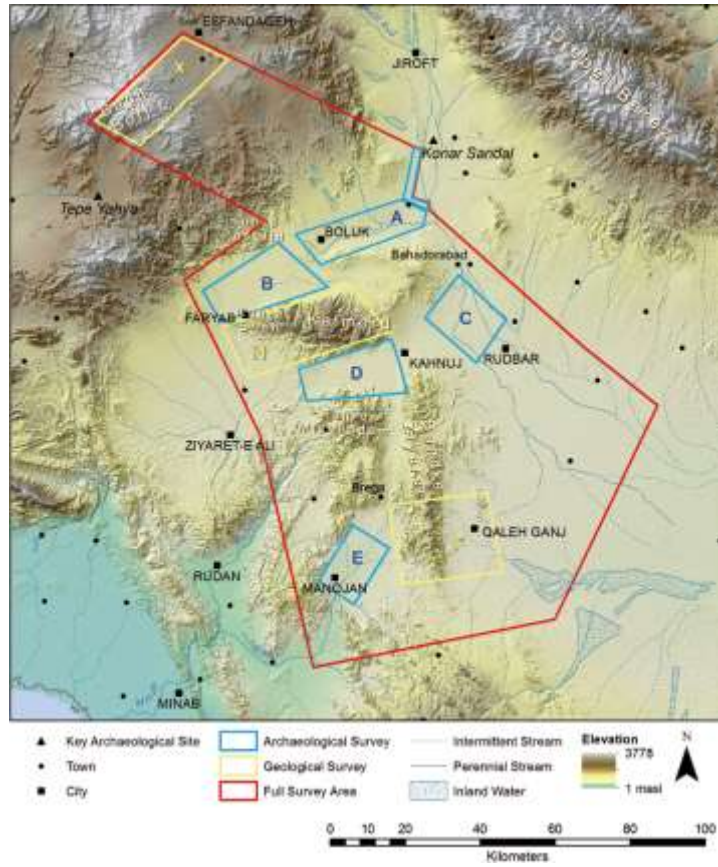 ESFANDAGEH
JIROFT
Konar Sandal
Tepe Yahya
A
BOLUK
Bahadorabad
B
FARYAB
C
RUDBAR
KAHNUJ
D
ZIYARET-E ALI
Brega
QALEH GANJ
E
MANOJAN
RUDAN
MINAB
Key Archaeological Site
Town
City
Archaeological Survey
Geological Survey
Full Survey Area
Intermittent Stream
Perennial Stream
Inland Water
Elevation
3778
1 masl
N
0 10 20 40 60 80 100
Kilometers